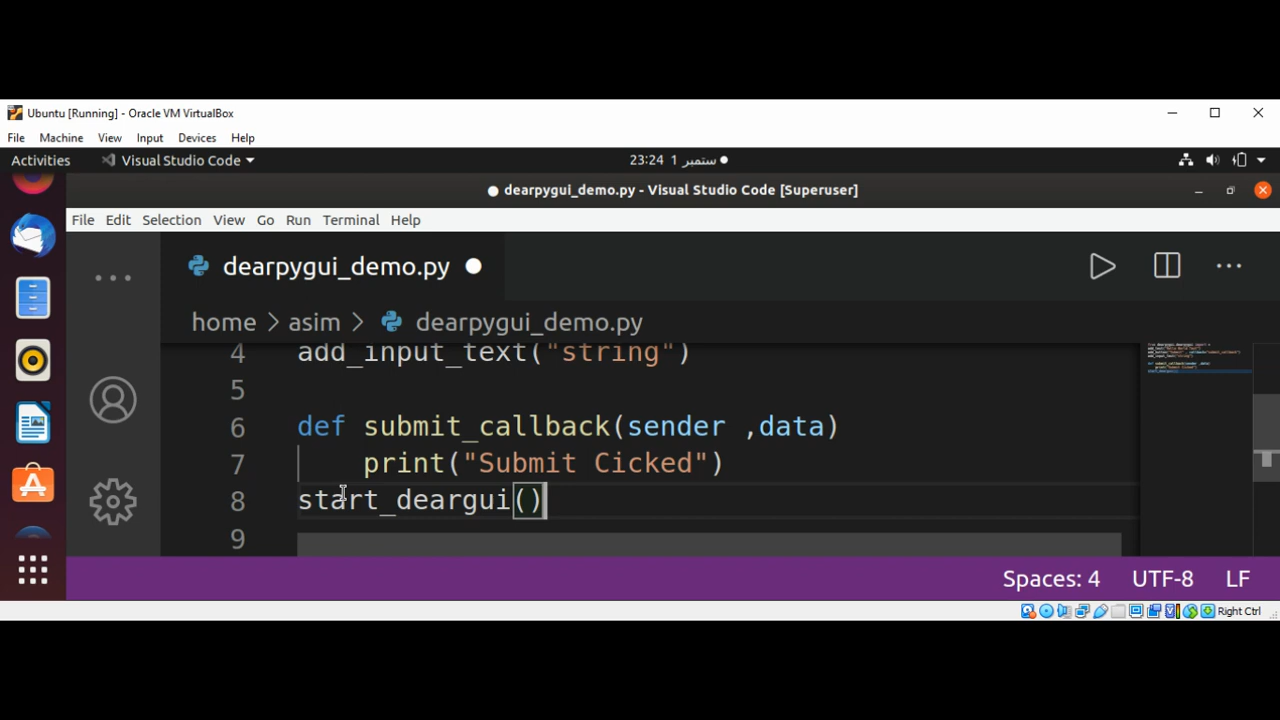 Ubuntu [Running] - Oracle VM VirtualBox
File Machine View Input Devices Help
Activities Visual Studio Code 23:24 1 ستمبر
● dearpygui_demo.py - Visual Studio Code [Superuser]
File Edit Selection View Go Run Terminal Help
dearpygui_demo.py
home > asim > dearpygui_demo.py
4 add_input_text("string")
5
6 def submit_callback(sender ,data)
7 print("Submit Cicked")
8 start_deargui()
9
Spaces: 4 UTF-8 LF
Right Ctrl